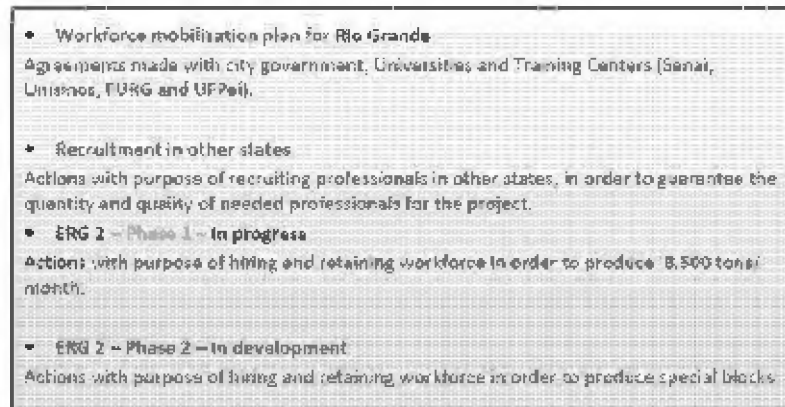 • Workforce mobilisation plan for Rio Grande
Agreements made with city government, Universities and Training Centers (Senai,
Unisinos, FURG and UFPel).
• Recruitment in other states
Actions with purpose of recruiting professionals in other states, in order to guarantee the
quantity and quality of needed professionals for the project.
• ERG 2 – Phase 1 – In progress
Actions with purpose of hiring and retaining workforce in order to produce 8,500 tons/
month.
• ERG 2 – Phase 2 – In development
Actions with purpose of hiring and retaining workforce in order to produce special blocks